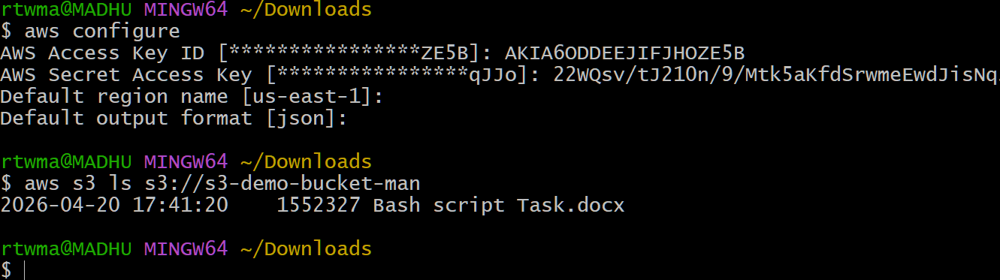 rtwma@MADHU MINGW64 ~/Downloads
$ aws configure
AWS Access Key ID [****************ZE5B]: AKIA6ODDEEJIFJHOZE5B
AWS Secret Access Key [****************qJJo]: 22WQsv/tJ21On/9/Mtk5aKfdSrwmeEwdJisNq
Default region name [us-east-1]:
Default output format [json]:
rtwma@MADHU MINGW64 ~/Downloads
$ aws s3 ls s3://s3-demo-bucket-man
2026-04-20 17:41:20    1552327 Bash script Task.docx
rtwma@MADHU MINGW64 ~/Downloads
$